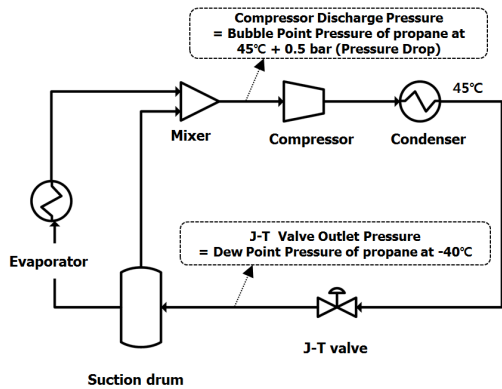 Compressor Discharge Pressure
= Bubble Point Pressure of propane at
45℃ + 0.5 bar (Pressure Drop)
45℃
Mixer
Compressor
Condenser
J-T Valve Outlet Pressure
= Dew Point Pressure of propane at -40℃
Evaporator
J-T valve
Suction drum